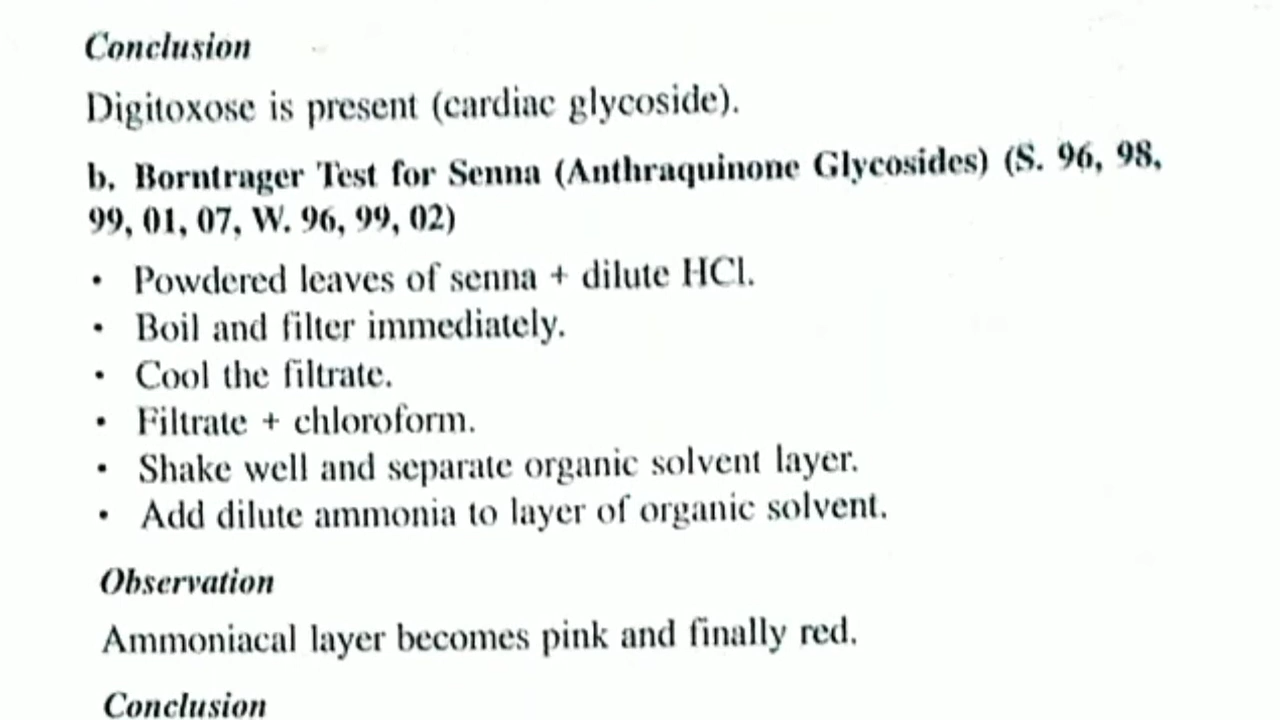 Conclusion
Digitoxose is present (cardiac glycoside).
b. Borntrager Test for Senna (Anthraquinone Glycosides) (S. 96, 98,
99, 01, 07, W. 96, 99, 02)
• Powdered leaves of senna + dilute HCl.
• Boil and filter immediately.
• Cool the filtrate.
• Filtrate + chloroform.
• Shake well and separate organic solvent layer.
• Add dilute ammonia to layer of organic solvent.
Observation
Ammoniacal layer becomes pink and finally red.
Conclusion